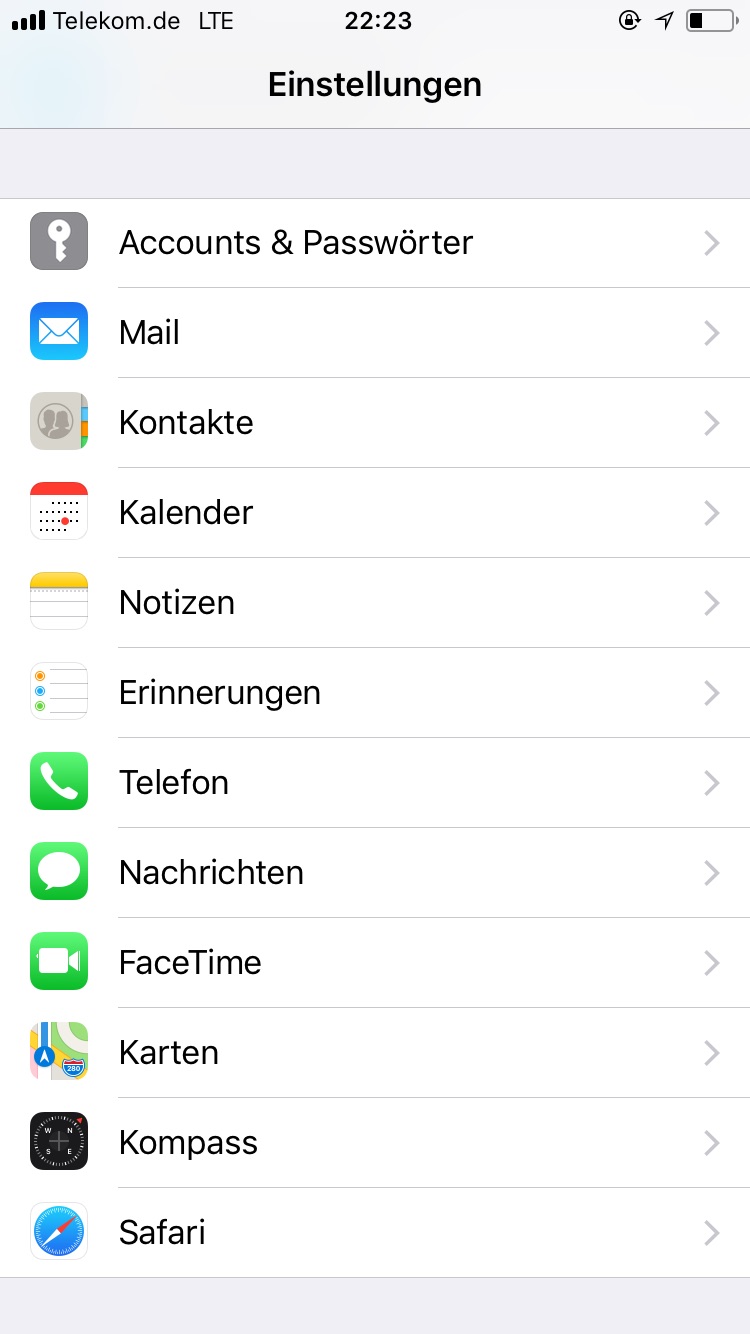 Telekom.de LTE 22:23
Einstellungen
Accounts & Passwörter
Mail
Kontakte
Kalender
Notizen
Erinnerungen
Telefon
Nachrichten
FaceTime
Karten
280
Kompass
W N
S E
Safari